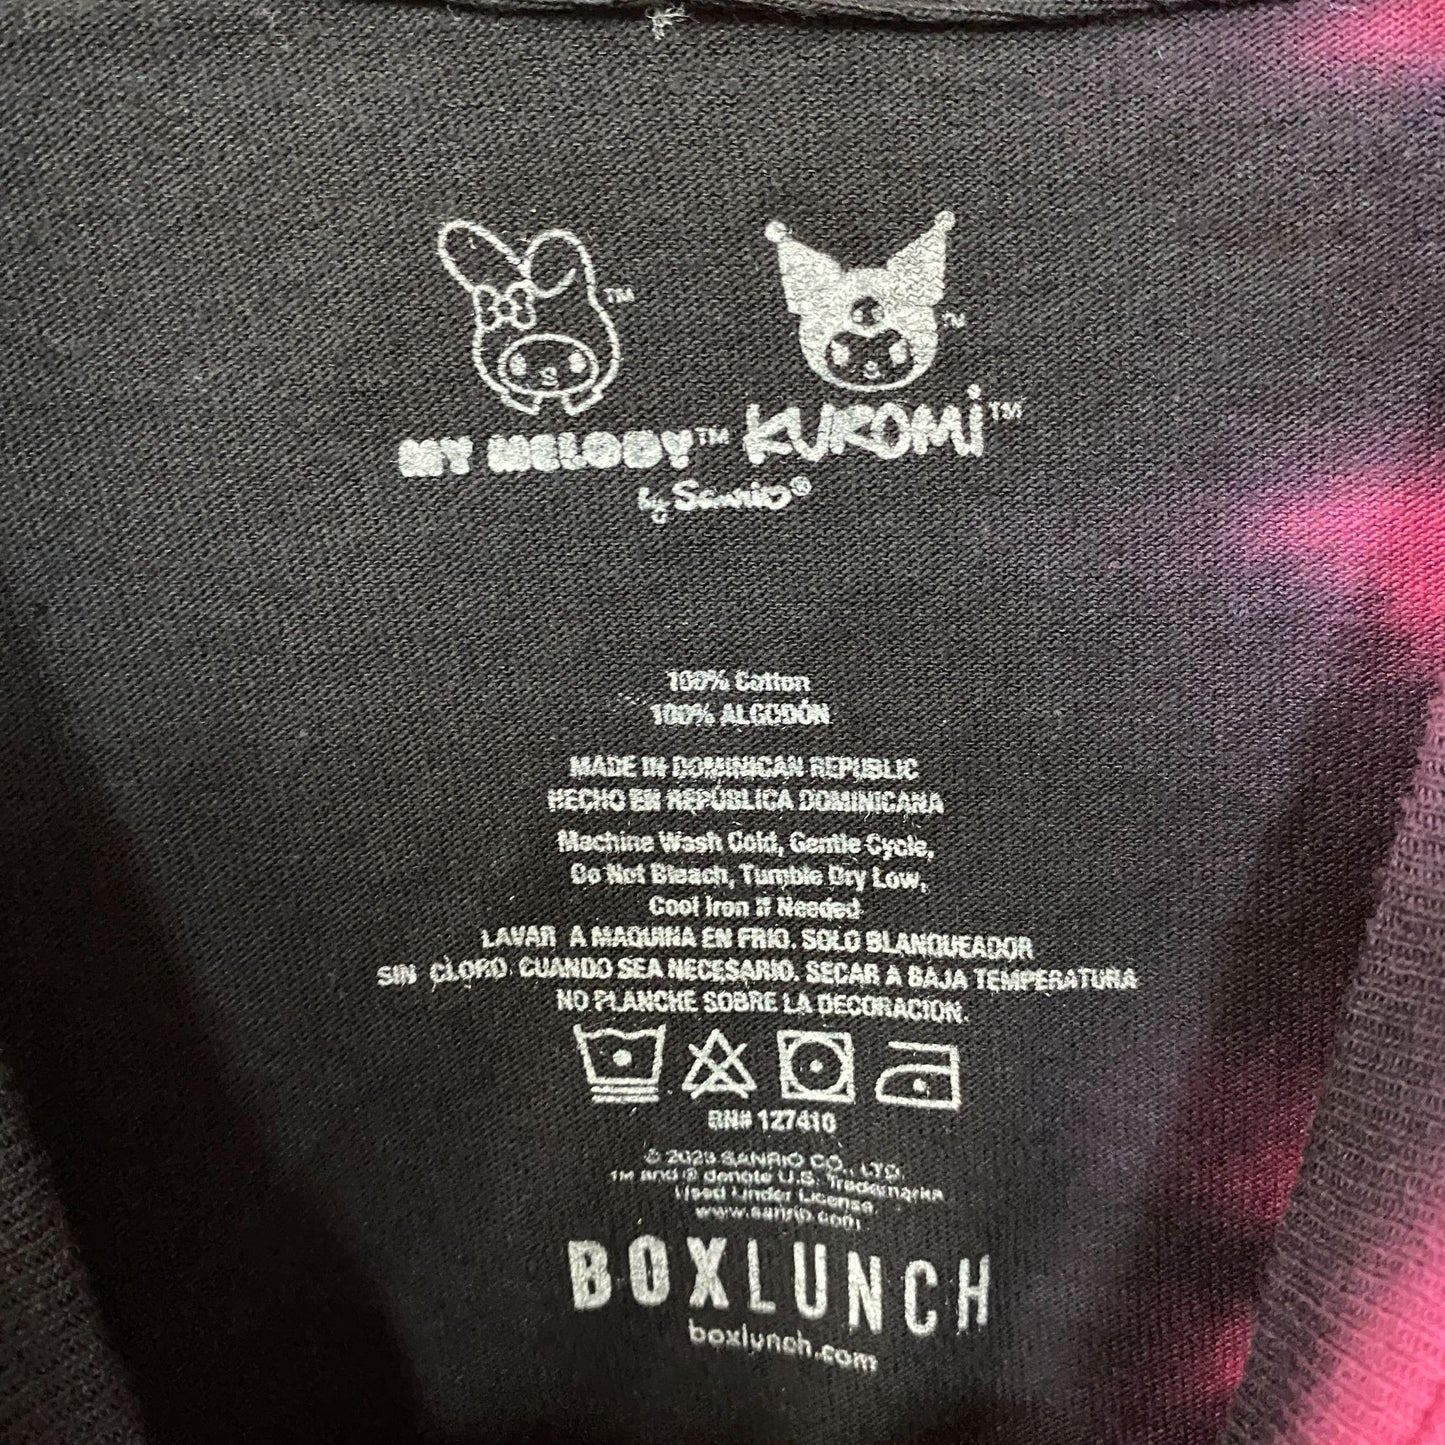 ™
™
MY MELODY™ KUROMI™
by Sanrio®
100% Cotton
100% ALGODÓN
MADE IN DOMINICAN REPUBLIC
HECHO EN REPÚBLICA DOMINICANA
Machine Wash Cold, Gentle Cycle,
Do Not Bleach, Tumble Dry Low,
Cool Iron If Needed
LAVAR A MAQUINA EN FRIO. SOLO BLANQUEADOR
SIN CLORO. CUANDO SEA NECESARIO. SECAR A BAJA TEMPERATURA
NO PLANCHE SOBRE LA DECORACION.
RN# 127410
© 2023 SANRIO CO., LTD.
TM and ® denote U.S. Trademarks
Used Under License
www.sanrio.com
BOXLUNCH
boxlunch.com